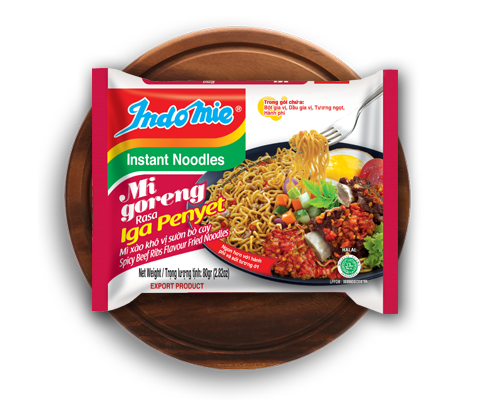 Indomie®
Instant Noodles
Mi
goreng
Rasa
Iga Penyet
Mì xào khô vị sườn bò cay
Spicy Beef Ribs Flavour Fried Noodles
Net Weight / Trọng lượng tịnh: 80gr (2.82oz)
EXPORT PRODUCT
Trong gói chứa:
Bột gia vị, Dầu gia vị, Tương ngọt,
Hành phi
HALAL